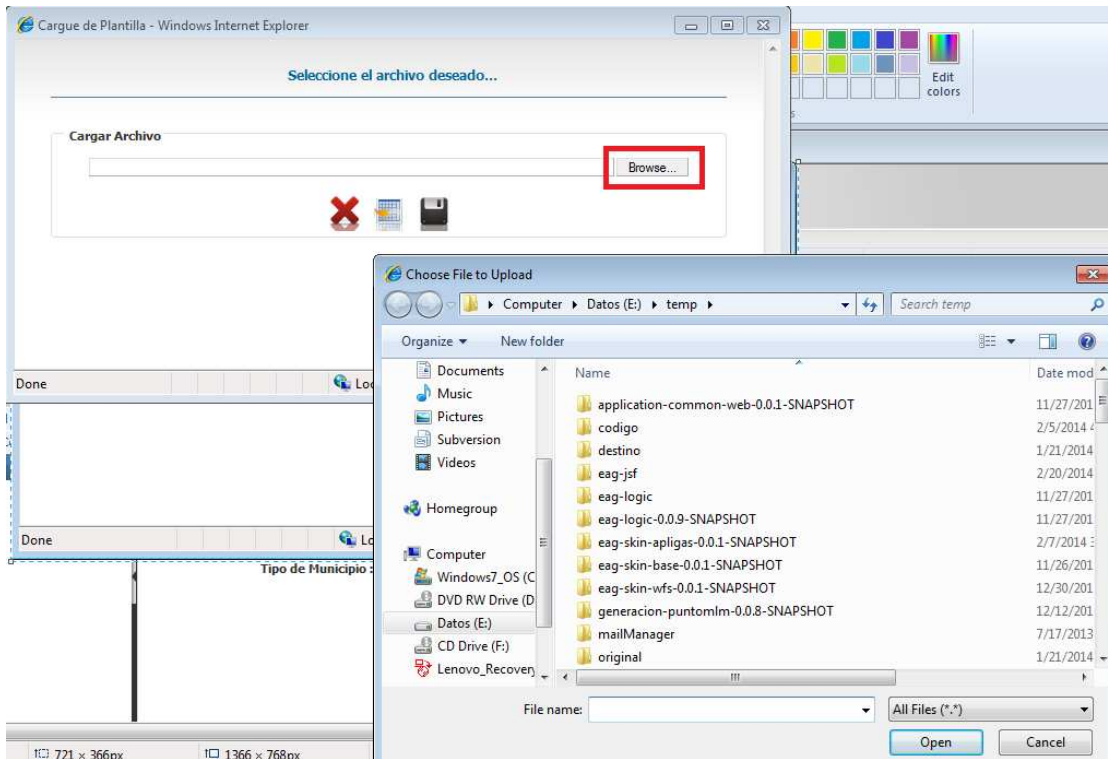 Cargue de Plantilla - Windows Internet Explorer
Seleccione el archivo deseado...
Edit
colors
Cargar Archivo
Browse...
Choose File to Upload
Computer Datos (E:) temp
Search temp
Organize New folder
Documents
Music
Pictures
Subversion
Videos
Homegroup
Computer
Windows7_OS (C
DVD RW Drive (D
Datos (E:)
CD Drive (F:)
Lenovo_Recovery
Name Date mod
application-common-web-0.0.1-SNAPSHOT 11/27/201
codigo 2/5/2014 4
destino 1/21/2014
eag-jsf 2/20/2014
eag-logic 11/27/201
eag-logic-0.0.9-SNAPSHOT 11/27/201
eag-skin-apligas-0.0.1-SNAPSHOT 2/7/2014 3
eag-skin-base-0.0.1-SNAPSHOT 11/26/201
eag-skin-wfs-0.0.1-SNAPSHOT 12/30/201
generacion-puntomlm-0.0.8-SNAPSHOT 12/12/201
mailManager 7/17/2013
original 1/21/2014
Done Loc
Done Lo
Tipo de Municipio :
File name: All Files (*.*)
Open Cancel
721 × 366px 1366 × 768px